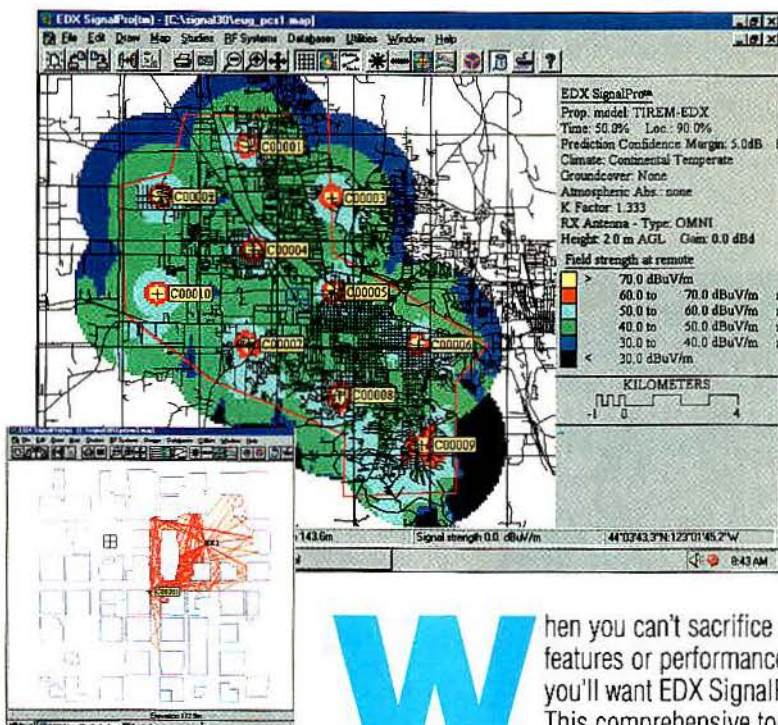 EDX SignalPro(tm) - [C:\signal30\eug_pcs1.map]
File Edit Draw Map Studies RF Systems Databases Utilities Window Help
EDX SignalPro™
Prop. model: TIREM-EDX
Time: 50.0% Loc.: 90.0%
Prediction Confidence Margin: 5.0dB
Climate: Continental Temperate
Groundcover: None
Atmospheric Abs.: none
K Factor: 1.333
RX Antenna - Type: OMNI
Height: 2.0 m AGL Gain: 0.0 dBd
Field strength at remote
> 70.0 dBuV/m
60.0 to 70.0 dBuV/m
50.0 to 60.0 dBuV/m
40.0 to 50.0 dBuV/m
30.0 to 40.0 dBuV/m
< 30.0 dBuV/m
KILOMETERS
-1 0 4
C00001
C00002
C00003
C00004
C00010
C00005
C00007
C00006
C00008
C00009
143.6m Signal strength 0.0 dBuV/m 44°03'43.3"N:123°01'45.2"W
8:43 AM
When you can't sacrifice
features or performance
you'll want EDX SignalP
This comprehensive to